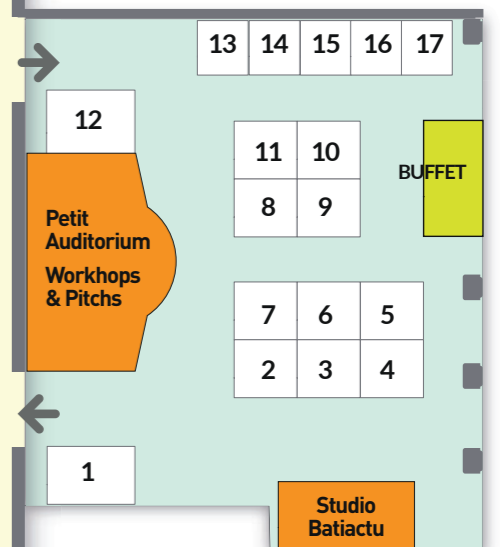 13 14 15 16 17
12
11 10
BUFFET
8 9
Petit
Auditorium
Workhops
& Pitchs
7 6 5
2 3 4
1
Studio
Batiactu